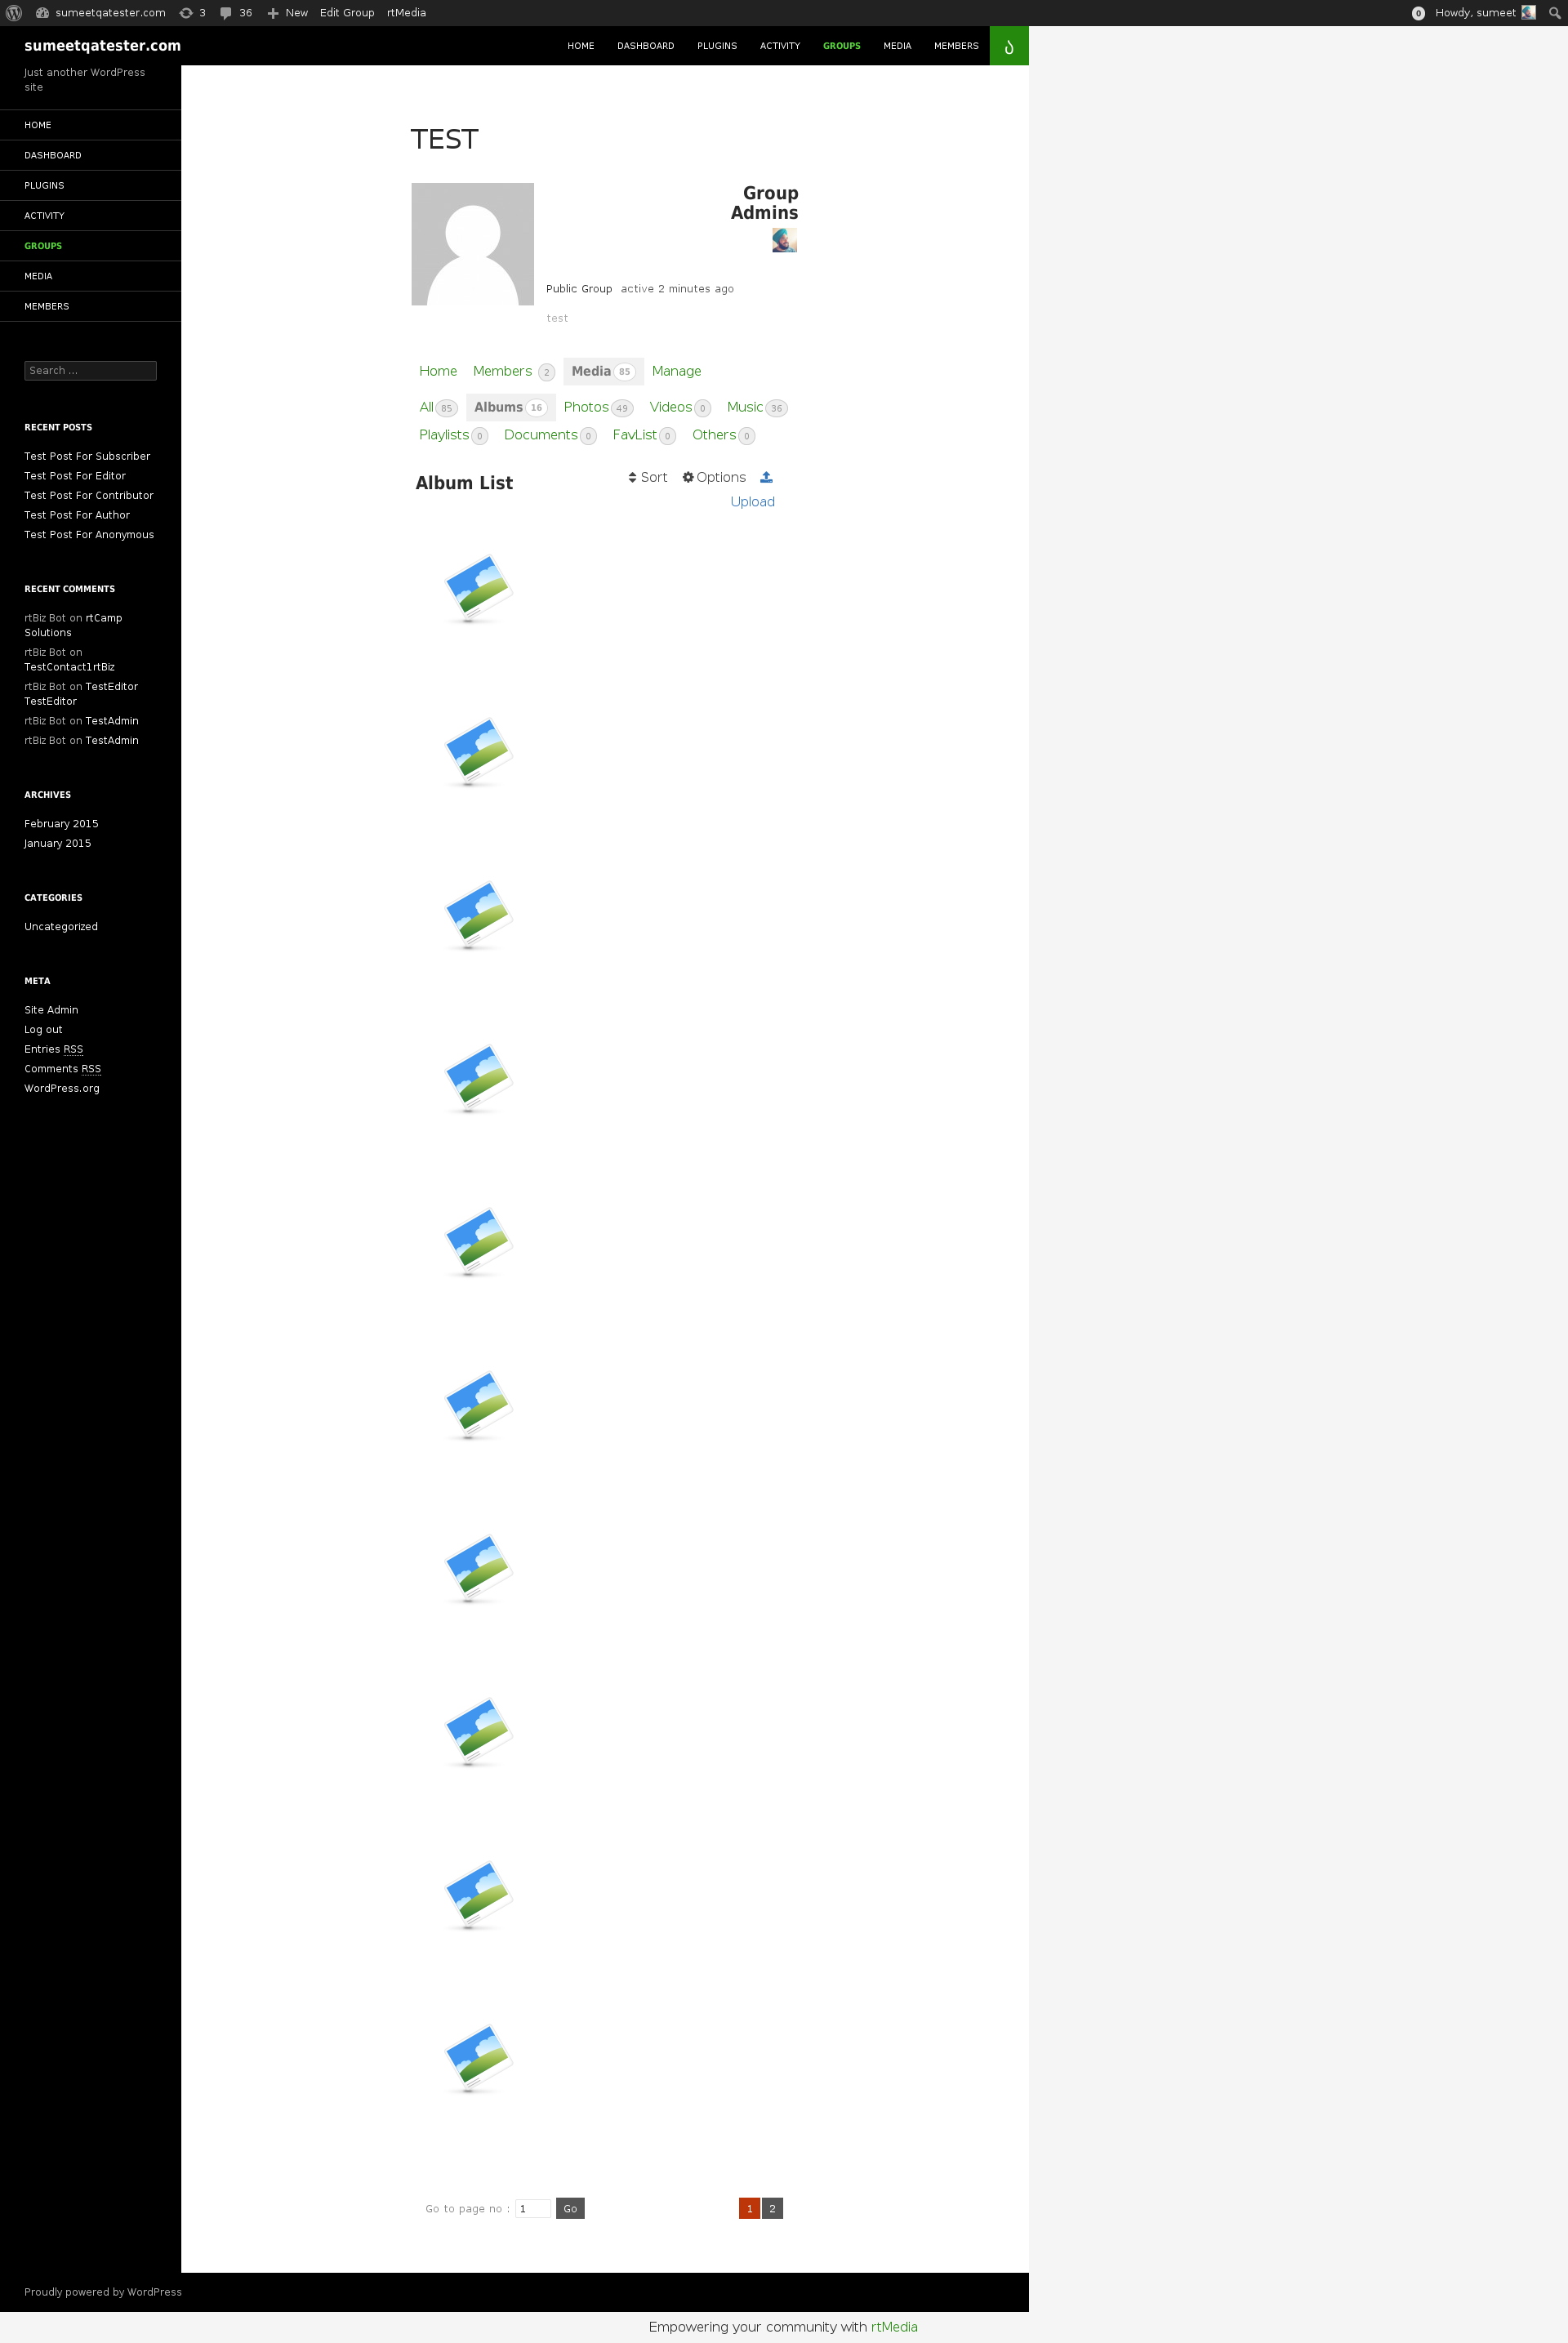 sumeetqatester.com 3 36 New Edit Group rtMedia 0 Howdy, sumeet
sumeetqatester.com
HOME DASHBOARD PLUGINS ACTIVITY GROUPS MEDIA MEMBERS
Just another WordPress
site
HOME
DASHBOARD
PLUGINS
ACTIVITY
GROUPS
MEDIA
MEMBERS
Search ...
RECENT POSTS
Test Post For Subscriber
Test Post For Editor
Test Post For Contributor
Test Post For Author
Test Post For Anonymous
RECENT COMMENTS
rtBiz Bot on rtCamp
Solutions
rtBiz Bot on
TestContact1rtBiz
rtBiz Bot on TestEditor
TestEditor
rtBiz Bot on TestAdmin
rtBiz Bot on TestAdmin
ARCHIVES
February 2015
January 2015
CATEGORIES
Uncategorized
META
Site Admin
Log out
Entries RSS
Comments RSS
WordPress.org
TEST
Group
Admins
Public Group active 2 minutes ago
test
Home Members 2 Media 85 Manage
All 85 Albums 16 Photos 49 Videos 0 Music 36
Playlists 0 Documents 0 FavList 0 Others 0
Album List
Sort Options
Upload
Go to page no : 1 Go 1 2
Proudly powered by WordPress
Empowering your community with rtMedia